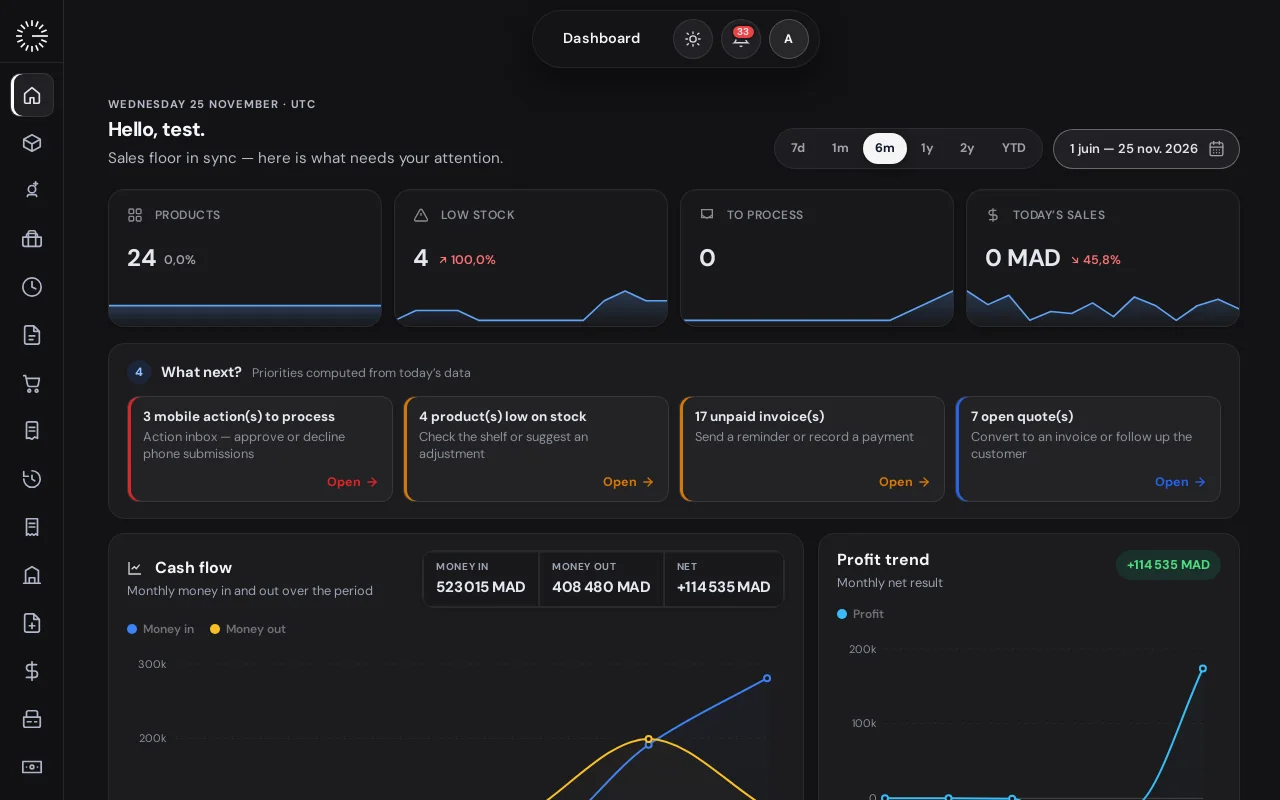 Dashboard
33
A
WEDNESDAY 25 NOVEMBER · UTC
Hello, test.
Sales floor in sync — here is what needs your attention.
7d 1m 6m 1y 2y YTD
1 juin — 25 nov. 2026
PRODUCTS
24 0,0%
LOW STOCK
4 ↗ 100,0%
TO PROCESS
0
TODAY'S SALES
0 MAD ↘ 45,8%
4 What next? Priorities computed from today's data
3 mobile action(s) to process
Action inbox — approve or decline
phone submissions
Open →
4 product(s) low on stock
Check the shelf or suggest an
adjustment
Open →
17 unpaid invoice(s)
Send a reminder or record a payment
Open →
7 open quote(s)
Convert to an invoice or follow up the
customer
Open →
Cash flow
Monthly money in and out over the period
MONEY IN
523 015 MAD
MONEY OUT
408 480 MAD
NET
+114 535 MAD
Money in Money out
300k
200k
Profit trend
Monthly net result
+114 535 MAD
Profit
200k
100k
0